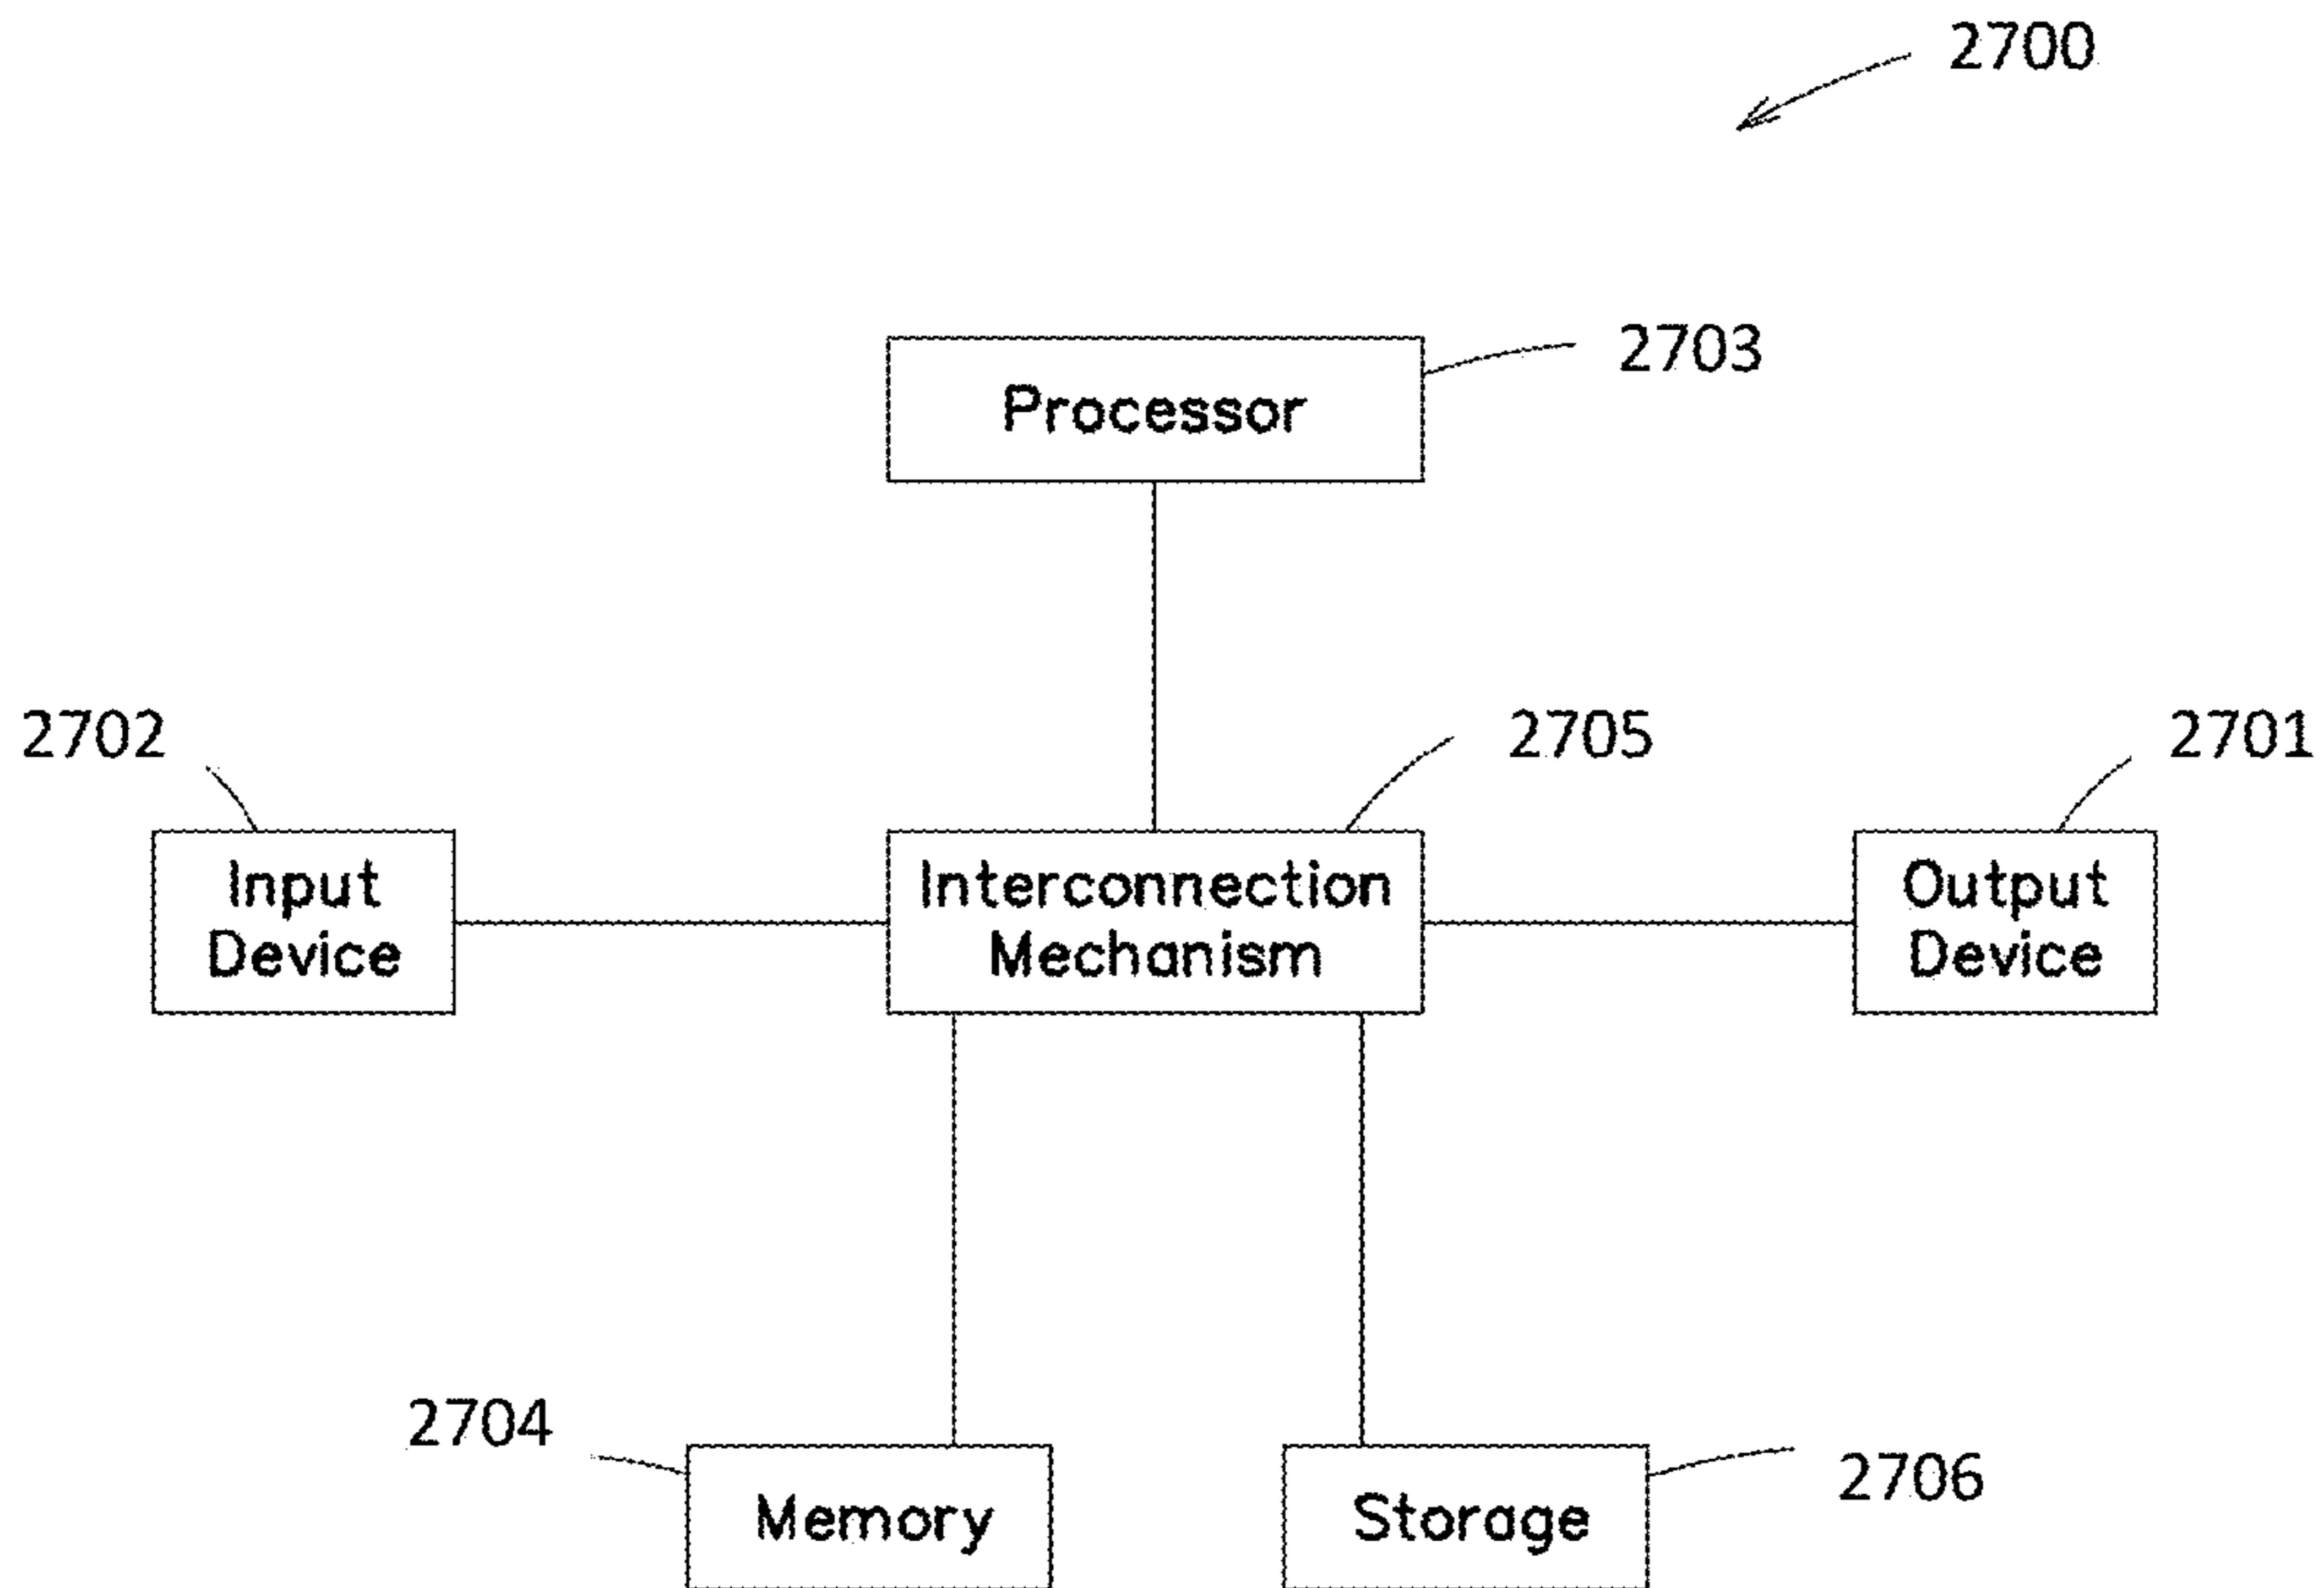 2700
Processor
2703
2702
2705
2701
Input
Device
Interconnection
Mechanism
Output
Device
2704
Memory
Storage
2706